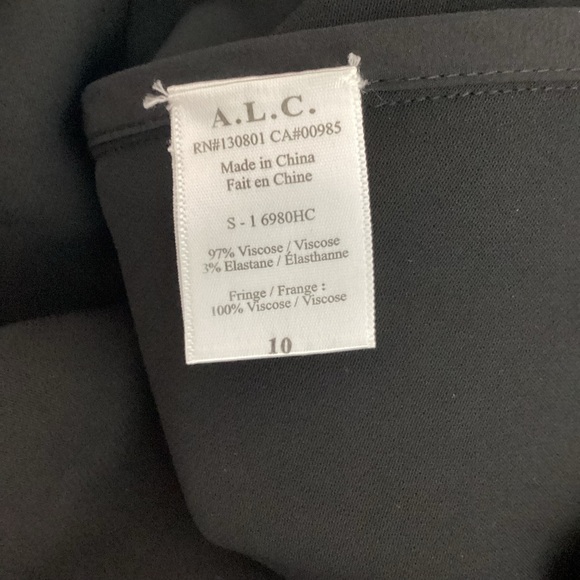 A.L.C.
RN#130801 CA#00985
Made in China
Fait en Chine
S - 1 6980HC
97% Viscose / Viscose
3% Elastane / Élasthanne
Fringe / Frange :
100% Viscose / Viscose
10